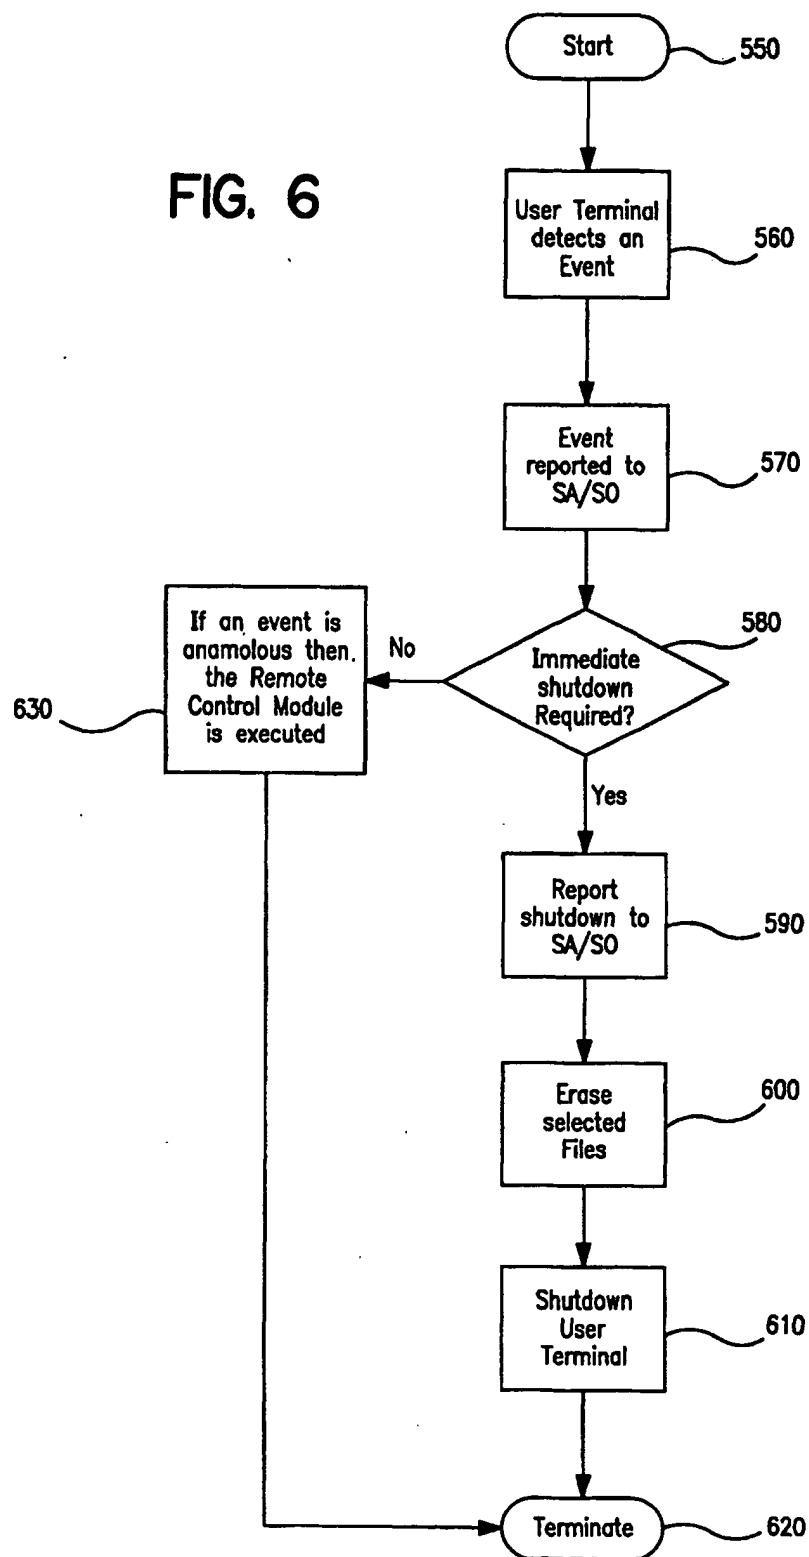 FIG. 6
Start
550
User Terminal
detects an
Event
560
Event
reported to
SA/SO
570
Immediate
shutdown
Required?
580
No
If an event is
anamolous then
the Remote
Control Module
is executed
630
Yes
Report
shutdown to
SA/SO
590
Erase
selected
Files
600
Shutdown
User
Terminal
610
Terminate
620